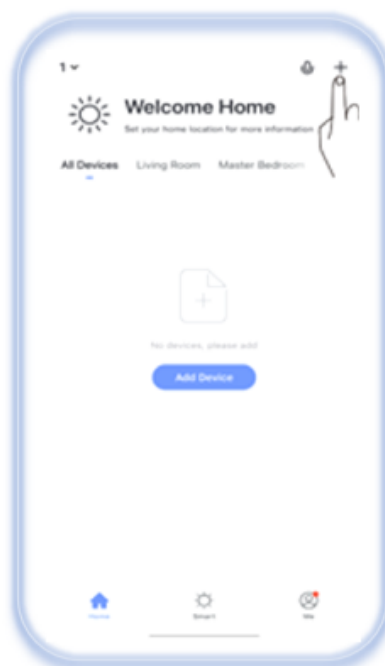 1
Welcome Home
Set your home location for more information
All Devices Living Room Master Bedroom
No devices, please add
Add Device
Home Smart Me